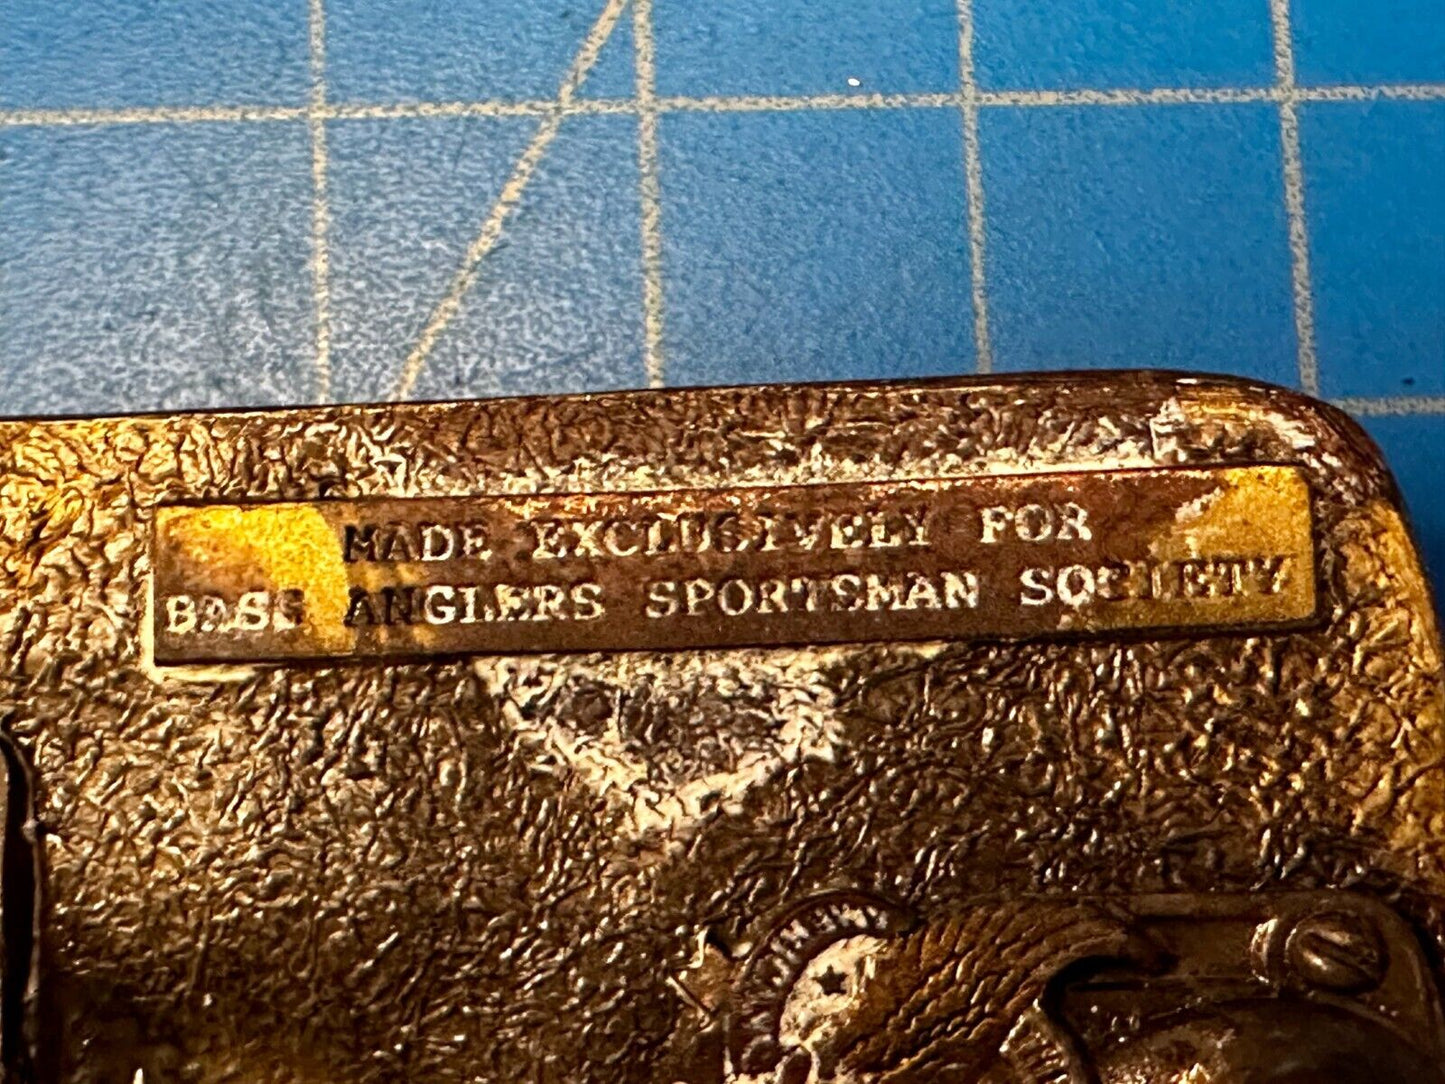 MADE EXCLUSIVELY FOR
BASS ANGLERS SPORTSMAN SOCIETY